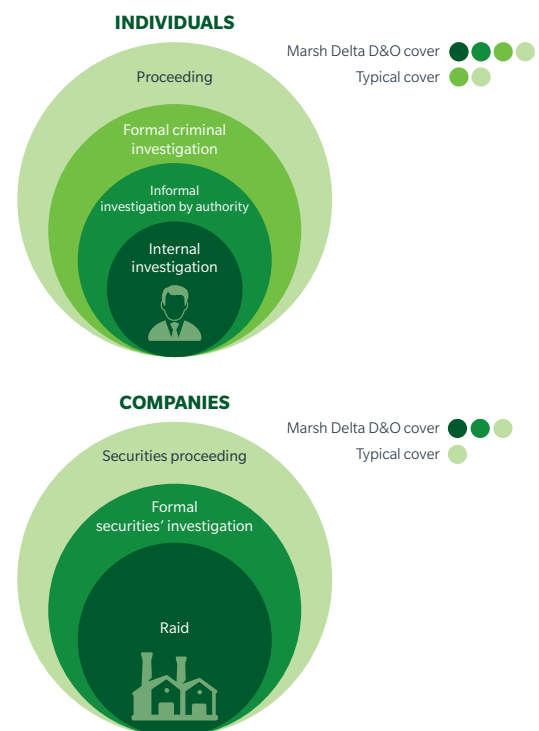 INDIVIDUALS
Marsh Delta D&O cover
Typical cover
Proceeding
Formal criminal
investigation
Informal
investigation by authority
Internal
investigation
COMPANIES
Marsh Delta D&O cover
Typical cover
Securities proceeding
Formal
securities’ investigation
Raid